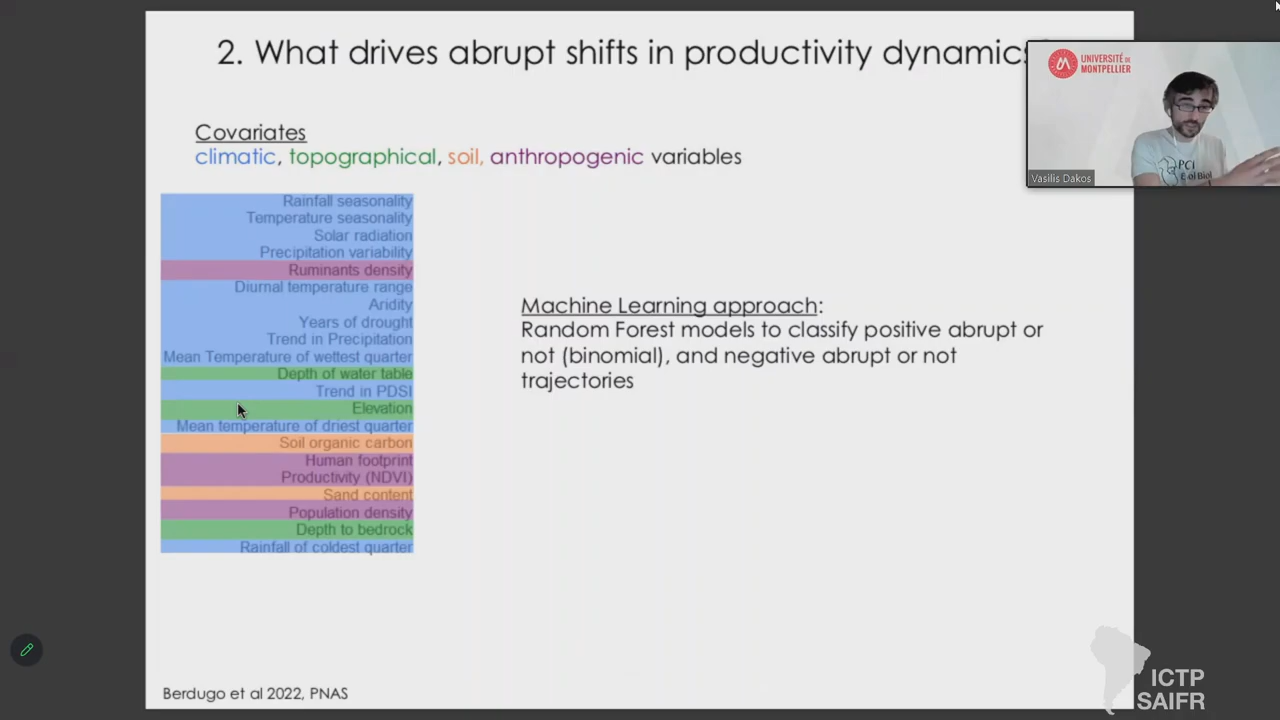 2. What drives abrupt shifts in productivity dynamics
UNIVERSITÉ DE
MONTPELLIER
Covariates
climatic, topographical, soil, anthropogenic variables
PCI
Vasilis Dakos
Rainfall seasonality
Temperature seasonality
Solar radiation
Precipitation variability
Ruminants density
Diurnal temperature range
Aridity
Years of drought
Trend in Precipitation
Mean Temperature of wettest quarter
Depth of water table
Trend in PDSI
Elevation
Mean temperature of driest quarter
Soil organic carbon
Human footprint
Productivity (NDVI)
Sand content
Population density
Depth to bedrock
Rainfall of coldest quarter
Machine Learning approach:
Random Forest models to classify positive abrupt or
not (binomial), and negative abrupt or not
trajectories
Berdugo et al 2022, PNAS
ICTP
SAIFR